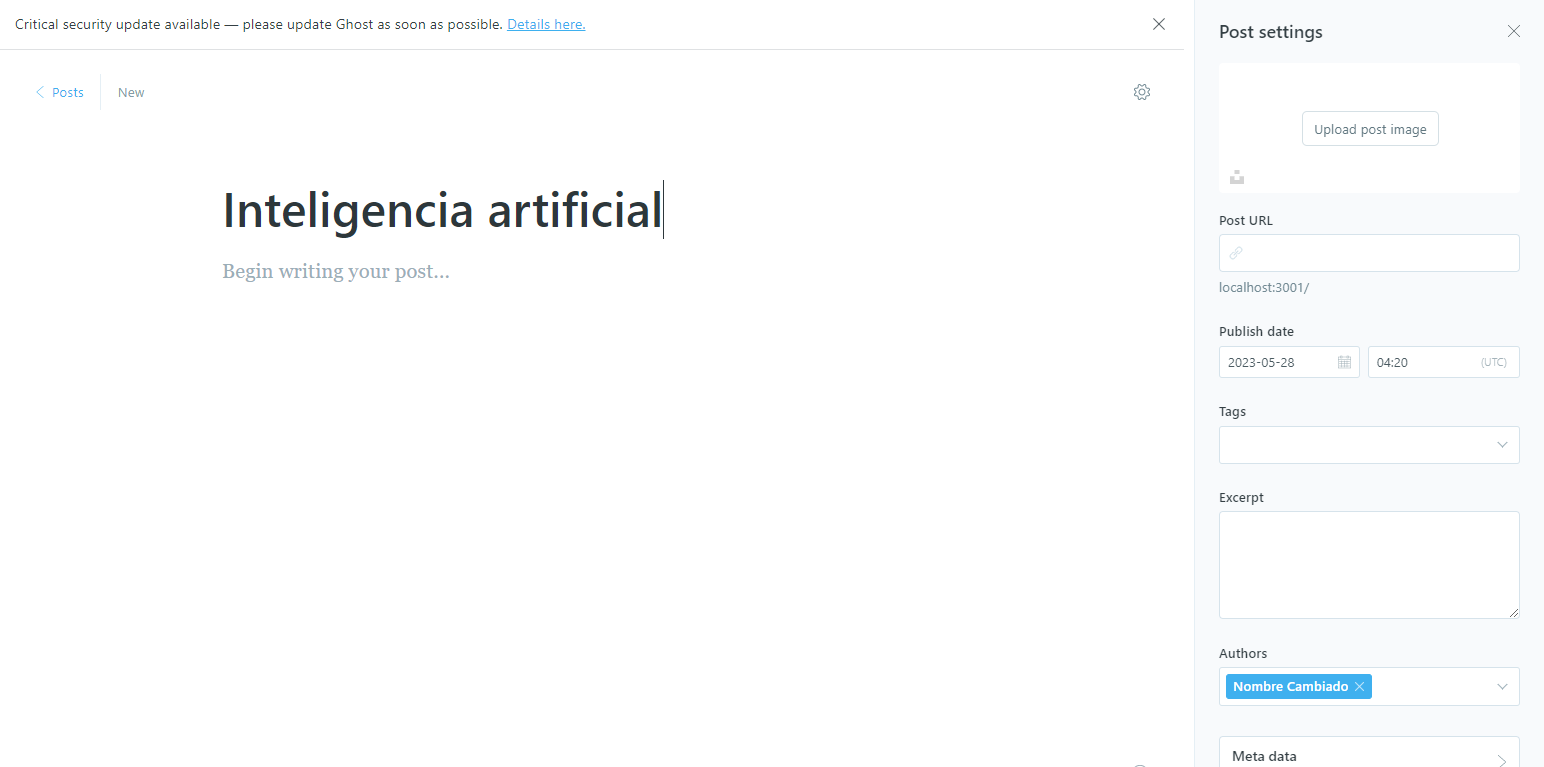 Critical security update available — please update Ghost as soon as possible. Details here.
Posts
New
Inteligencia artificial
Begin writing your post...
Post settings
Upload post image
Post URL
localhost:3001/
Publish date
2023-05-28
04:20 (UTC)
Tags
Excerpt
Authors
Nombre Cambiado
Meta data